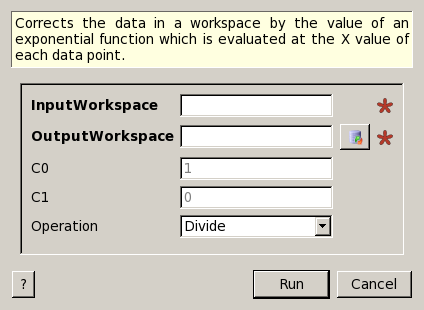 Corrects the data in a workspace by the value of an
exponential function which is evaluated at the X value of
each data point.
InputWorkspace
*
OutputWorkspace
*
C0 1
C1 0
Operation Divide
? Run Cancel